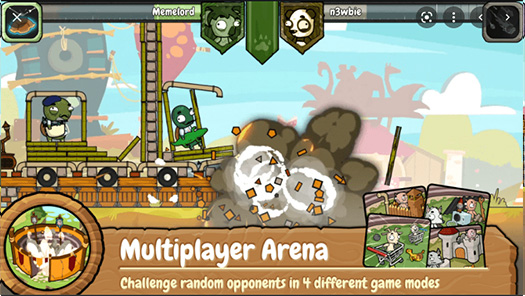 Memelord
n3wbie
Multiplayer Arena
Challenge random opponents in 4 different game modes